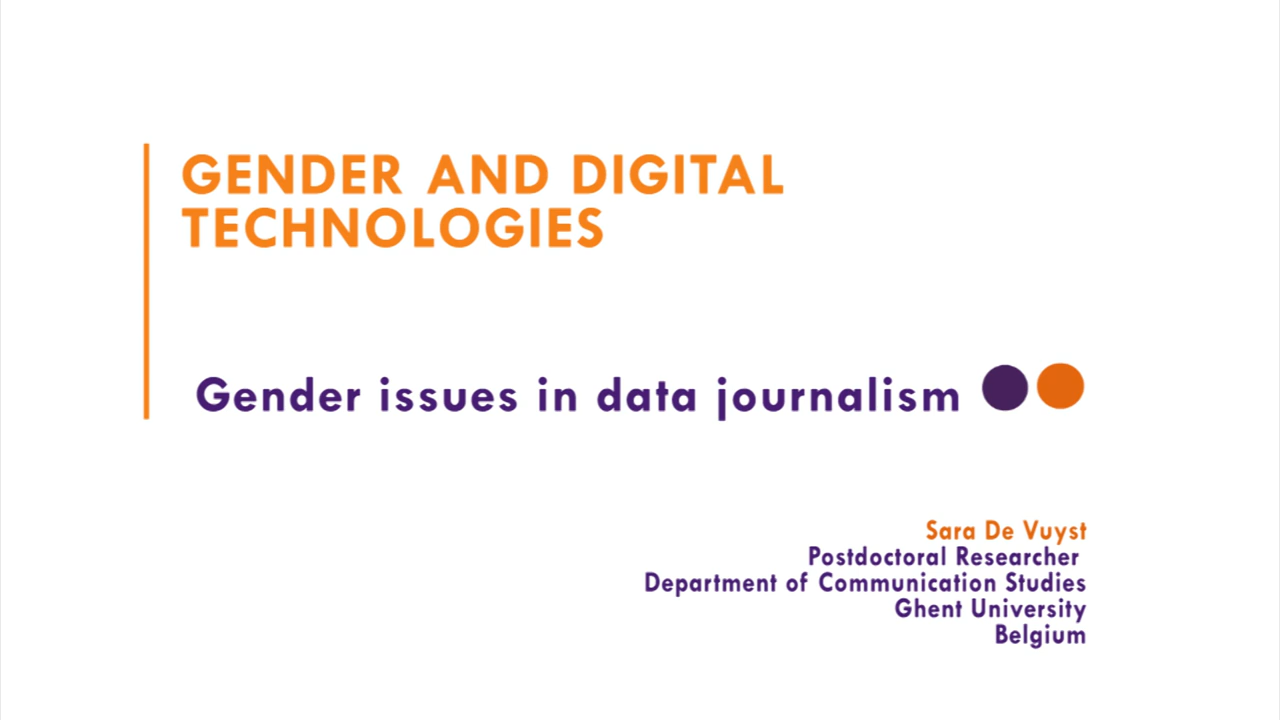 GENDER AND DIGITAL
TECHNOLOGIES
Gender issues in data journalism
Sara De Vuyst
Postdoctoral Researcher
Department of Communication Studies
Ghent University
Belgium